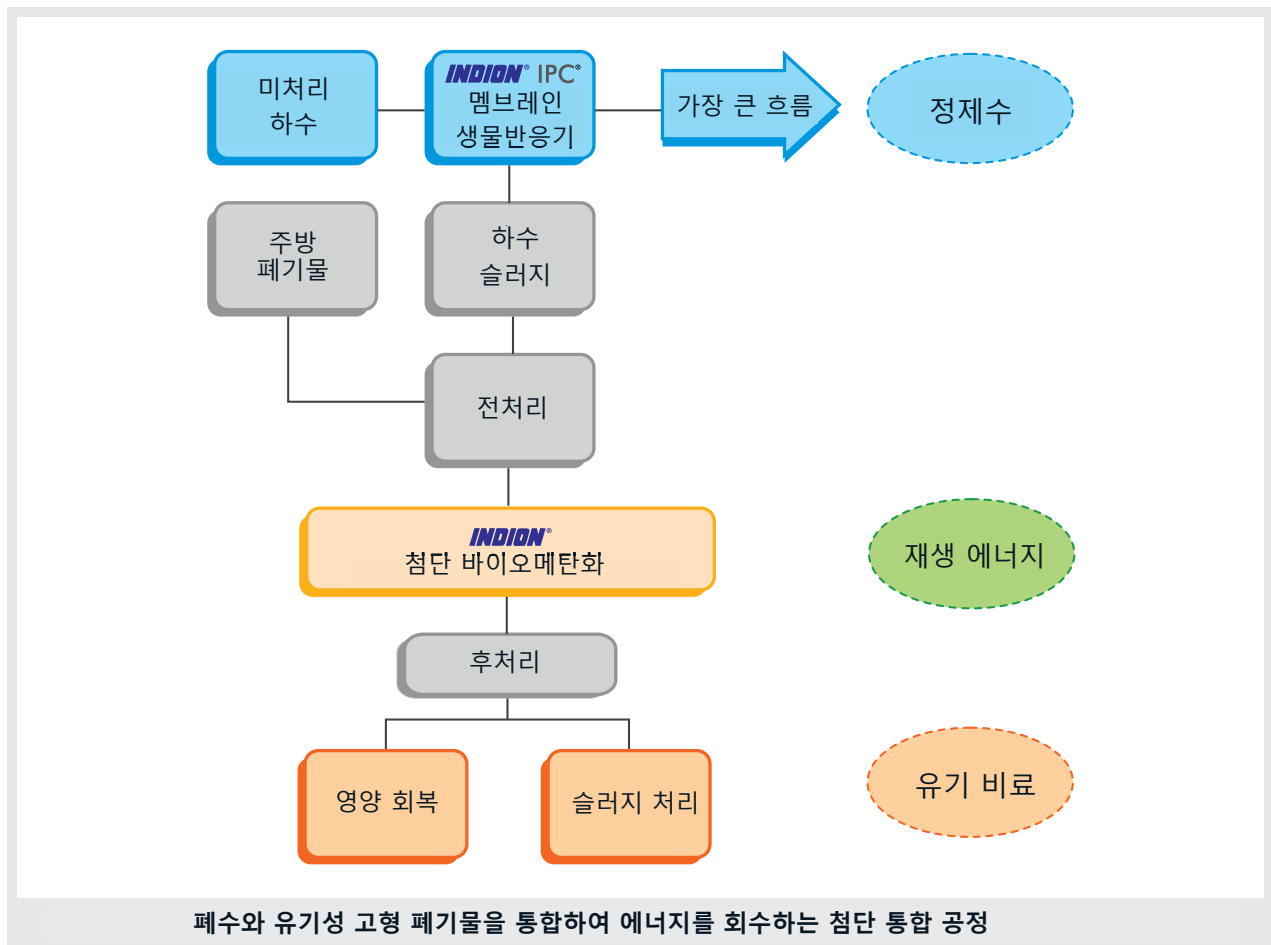 미처리
하수
INDION® IPC®
멤브레인
생물반응기
가장 큰 흐름
정제수
주방
폐기물
하수
슬러지
전처리
INDION®
첨단 바이오메탄화
재생 에너지
후처리
영양 회복
슬러지 처리
유기 비료
폐수와 유기성 고형 폐기물을 통합하여 에너지를 회수하는 첨단 통합 공정